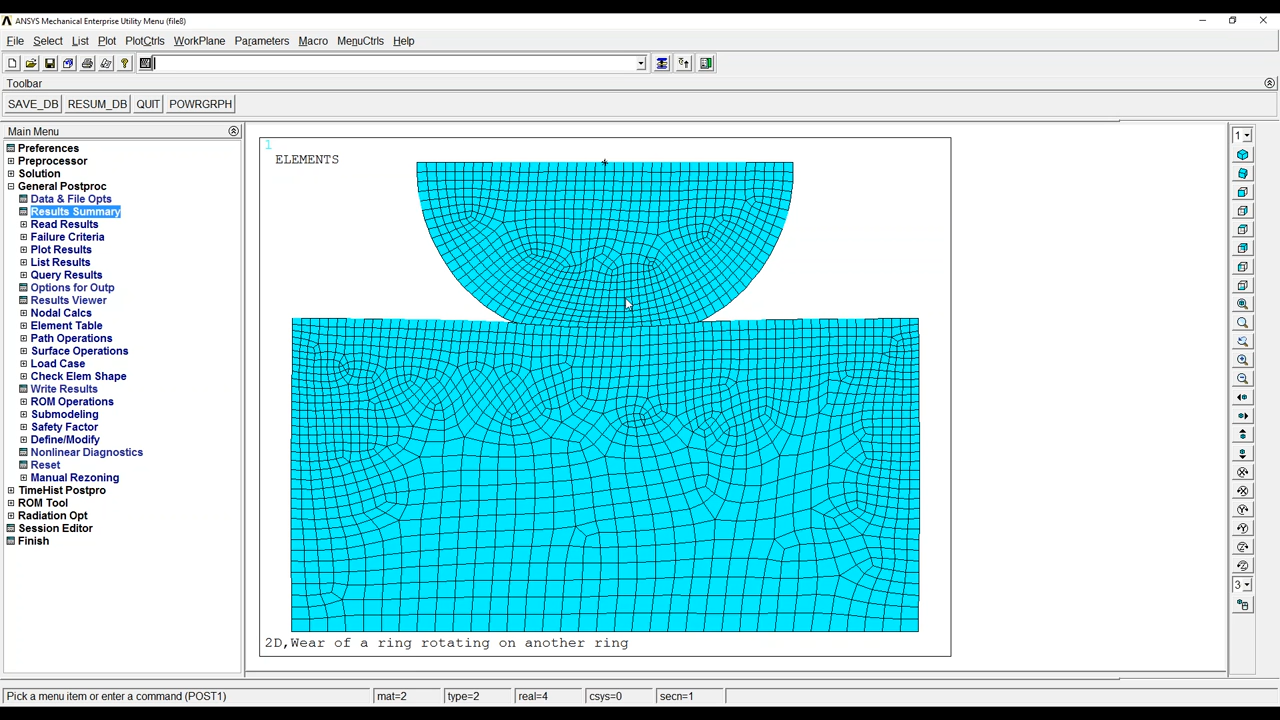 ANSYS Mechanical Enterprise Utility Menu (file8)
File Select List Plot PlotCtrls WorkPlane Parameters Macro MenuCtrls Help
Toolbar
SAVE_DB RESUM_DB QUIT POWRGRPH
Main Menu
Preferences
Preprocessor
Solution
General Postproc
Data & File Opts
Results Summary
Read Results
Failure Criteria
Plot Results
List Results
Query Results
Options for Outp
Results Viewer
Nodal Calcs
Element Table
Path Operations
Surface Operations
Load Case
Check Elem Shape
Write Results
ROM Operations
Submodeling
Safety Factor
Define/Modify
Nonlinear Diagnostics
Reset
Manual Rezoning
TimeHist Postpro
ROM Tool
Radiation Opt
Session Editor
Finish
1
ELEMENTS
2D,Wear of a ring rotating on another ring
1
3
Pick a menu item or enter a command (POST1) mat=2 type=2 real=4 csys=0 secn=1